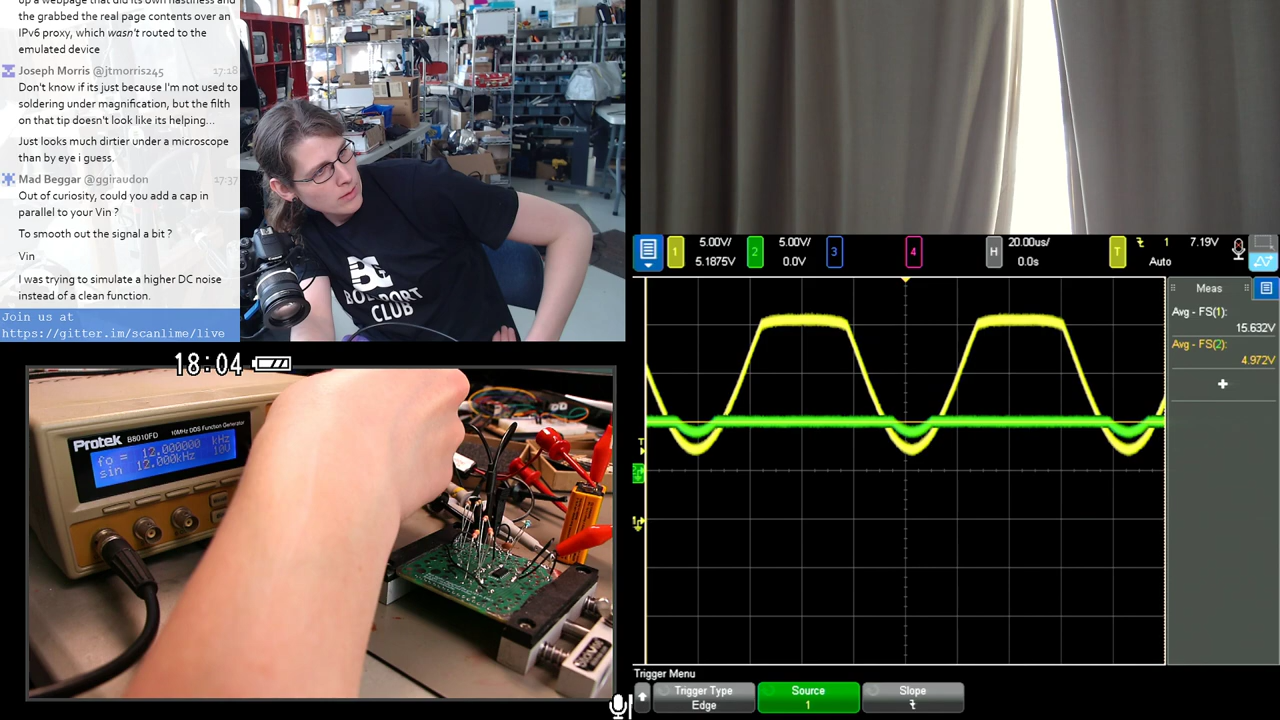 up a webpage that did its own nastiness and
the grabbed the real page contents over an
IPv6 proxy, which wasn't routed to the
emulated device
Joseph Morris @jtmorris245 17:18
Don't know if its just because I'm not used to
soldering under magnification, but the filth
on that tip doesn't look like its helping...
Just looks much dirtier under a microscope
than by eye i guess.
Mad Beggar @ggiraudon 17:37
Out of curiosity, could you add a cap in
parallel to your Vin ?
To smooth out the signal a bit ?
Vin
I was trying to simulate a higher DC noise
instead of a clean function.
Join us at
https://gitter.im/scanlime/live
CLUB
18:04
Protek B8010FD 10MHz DDS Function Generator
fo = 12.000000 kHz
sin 12.000kHz 10V
1 5.00V/ 2 5.00V/ 3 4 H 20.00us/ T 1 7.19V
5.1875V 0.0V 0.0s Auto
Meas
Avg - FS(1):
15.632V
Avg - FS(2):
4.972V
Trigger Menu
Trigger Type
Edge
Source
1
Slope